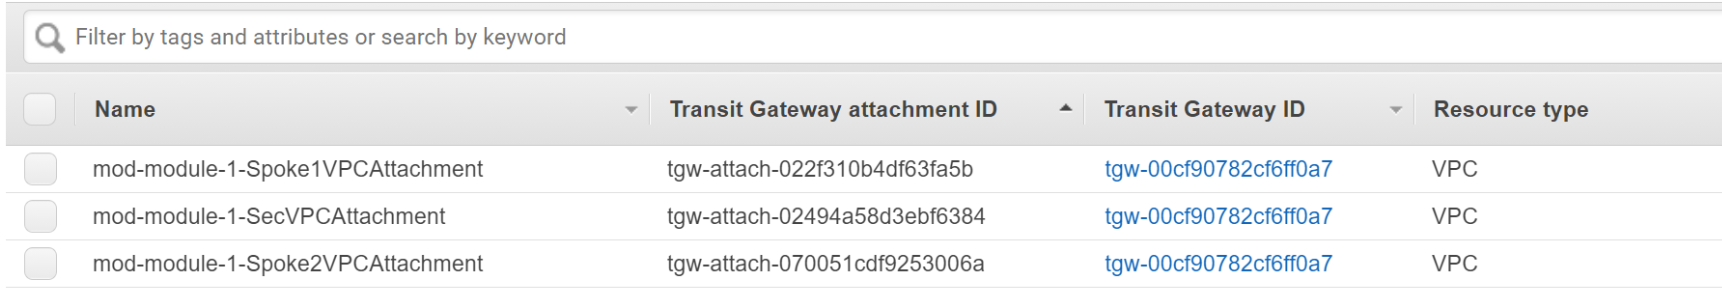 Filter by tags and attributes or search by keyword
Name Transit Gateway attachment ID Transit Gateway ID Resource type
mod-module-1-Spoke1VPCAttachment tgw-attach-022f310b4df63fa5b tgw-00cf90782cf6ff0a7 VPC
mod-module-1-SecVPCAttachment tgw-attach-02494a58d3ebf6384 tgw-00cf90782cf6ff0a7 VPC
mod-module-1-Spoke2VPCAttachment tgw-attach-070051cdf9253006a tgw-00cf90782cf6ff0a7 VPC